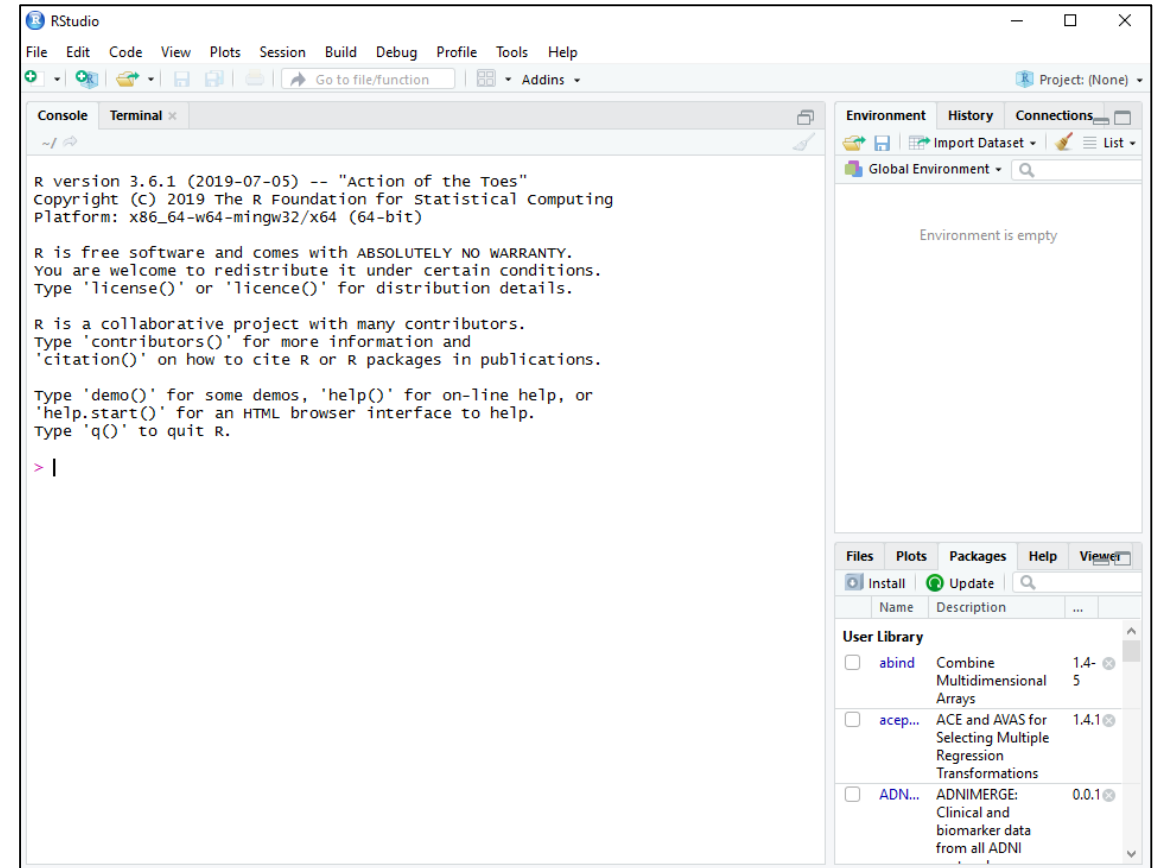 RStudio
File Edit Code View Plots Session Build Debug Profile Tools Help
Go to file/function Addins Project: (None)
Console Terminal
~/
R version 3.6.1 (2019-07-05) -- "Action of the Toes"
Copyright (C) 2019 The R Foundation for Statistical Computing
Platform: x86_64-w64-mingw32/x64 (64-bit)
R is free software and comes with ABSOLUTELY NO WARRANTY.
You are welcome to redistribute it under certain conditions.
Type 'license()' or 'licence()' for distribution details.
R is a collaborative project with many contributors.
Type 'contributors()' for more information and
'citation()' on how to cite R or R packages in publications.
Type 'demo()' for some demos, 'help()' for on-line help, or
'help.start()' for an HTML browser interface to help.
Type 'q()' to quit R.
>
Environment History Connections
Import Dataset List
Global Environment
Environment is empty
Files Plots Packages Help Viewer
Install Update
Name Description ...
User Library
abind Combine 1.4-
Multidimensional 5
Arrays
acep... ACE and AVAS for 1.4.1
Selecting Multiple
Regression
Transformations
ADN... ADNIMERGE: 0.0.1
Clinical and
biomarker data
from all ADNI